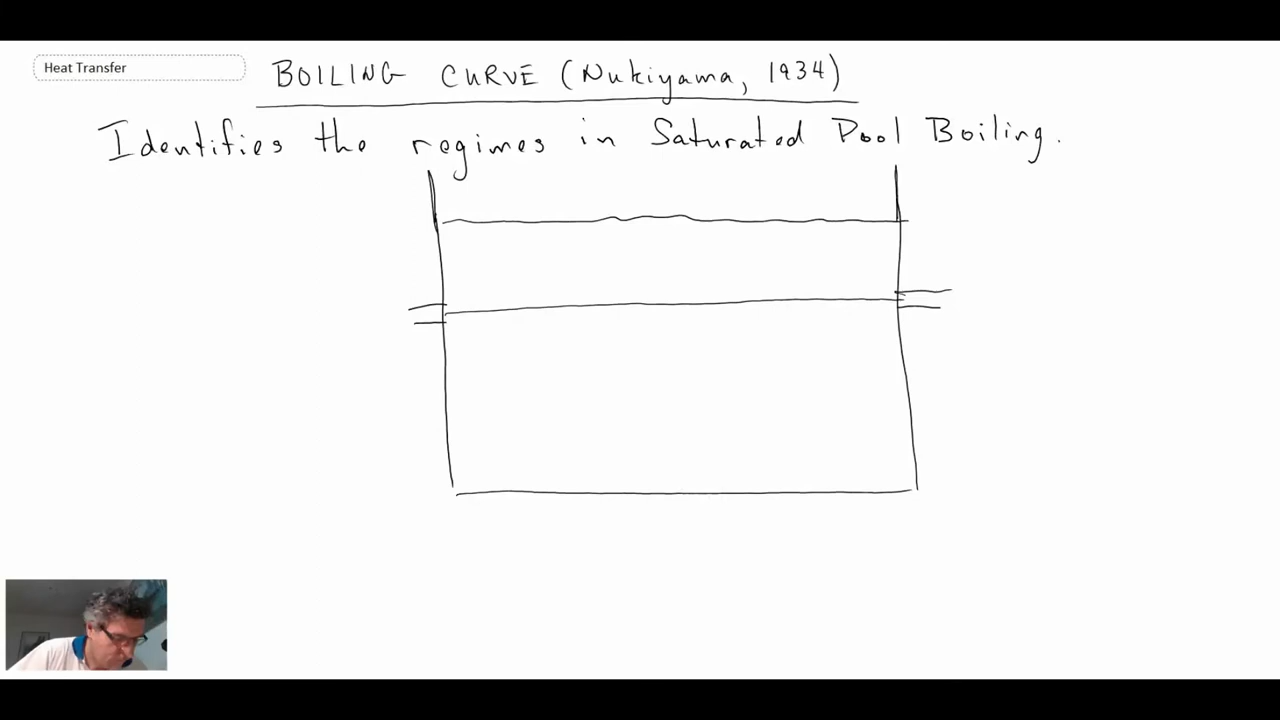 Heat Transfer
BOILING CURVE (Nukiyama, 1934)
Identifies the regimes in Saturated Pool Boiling.